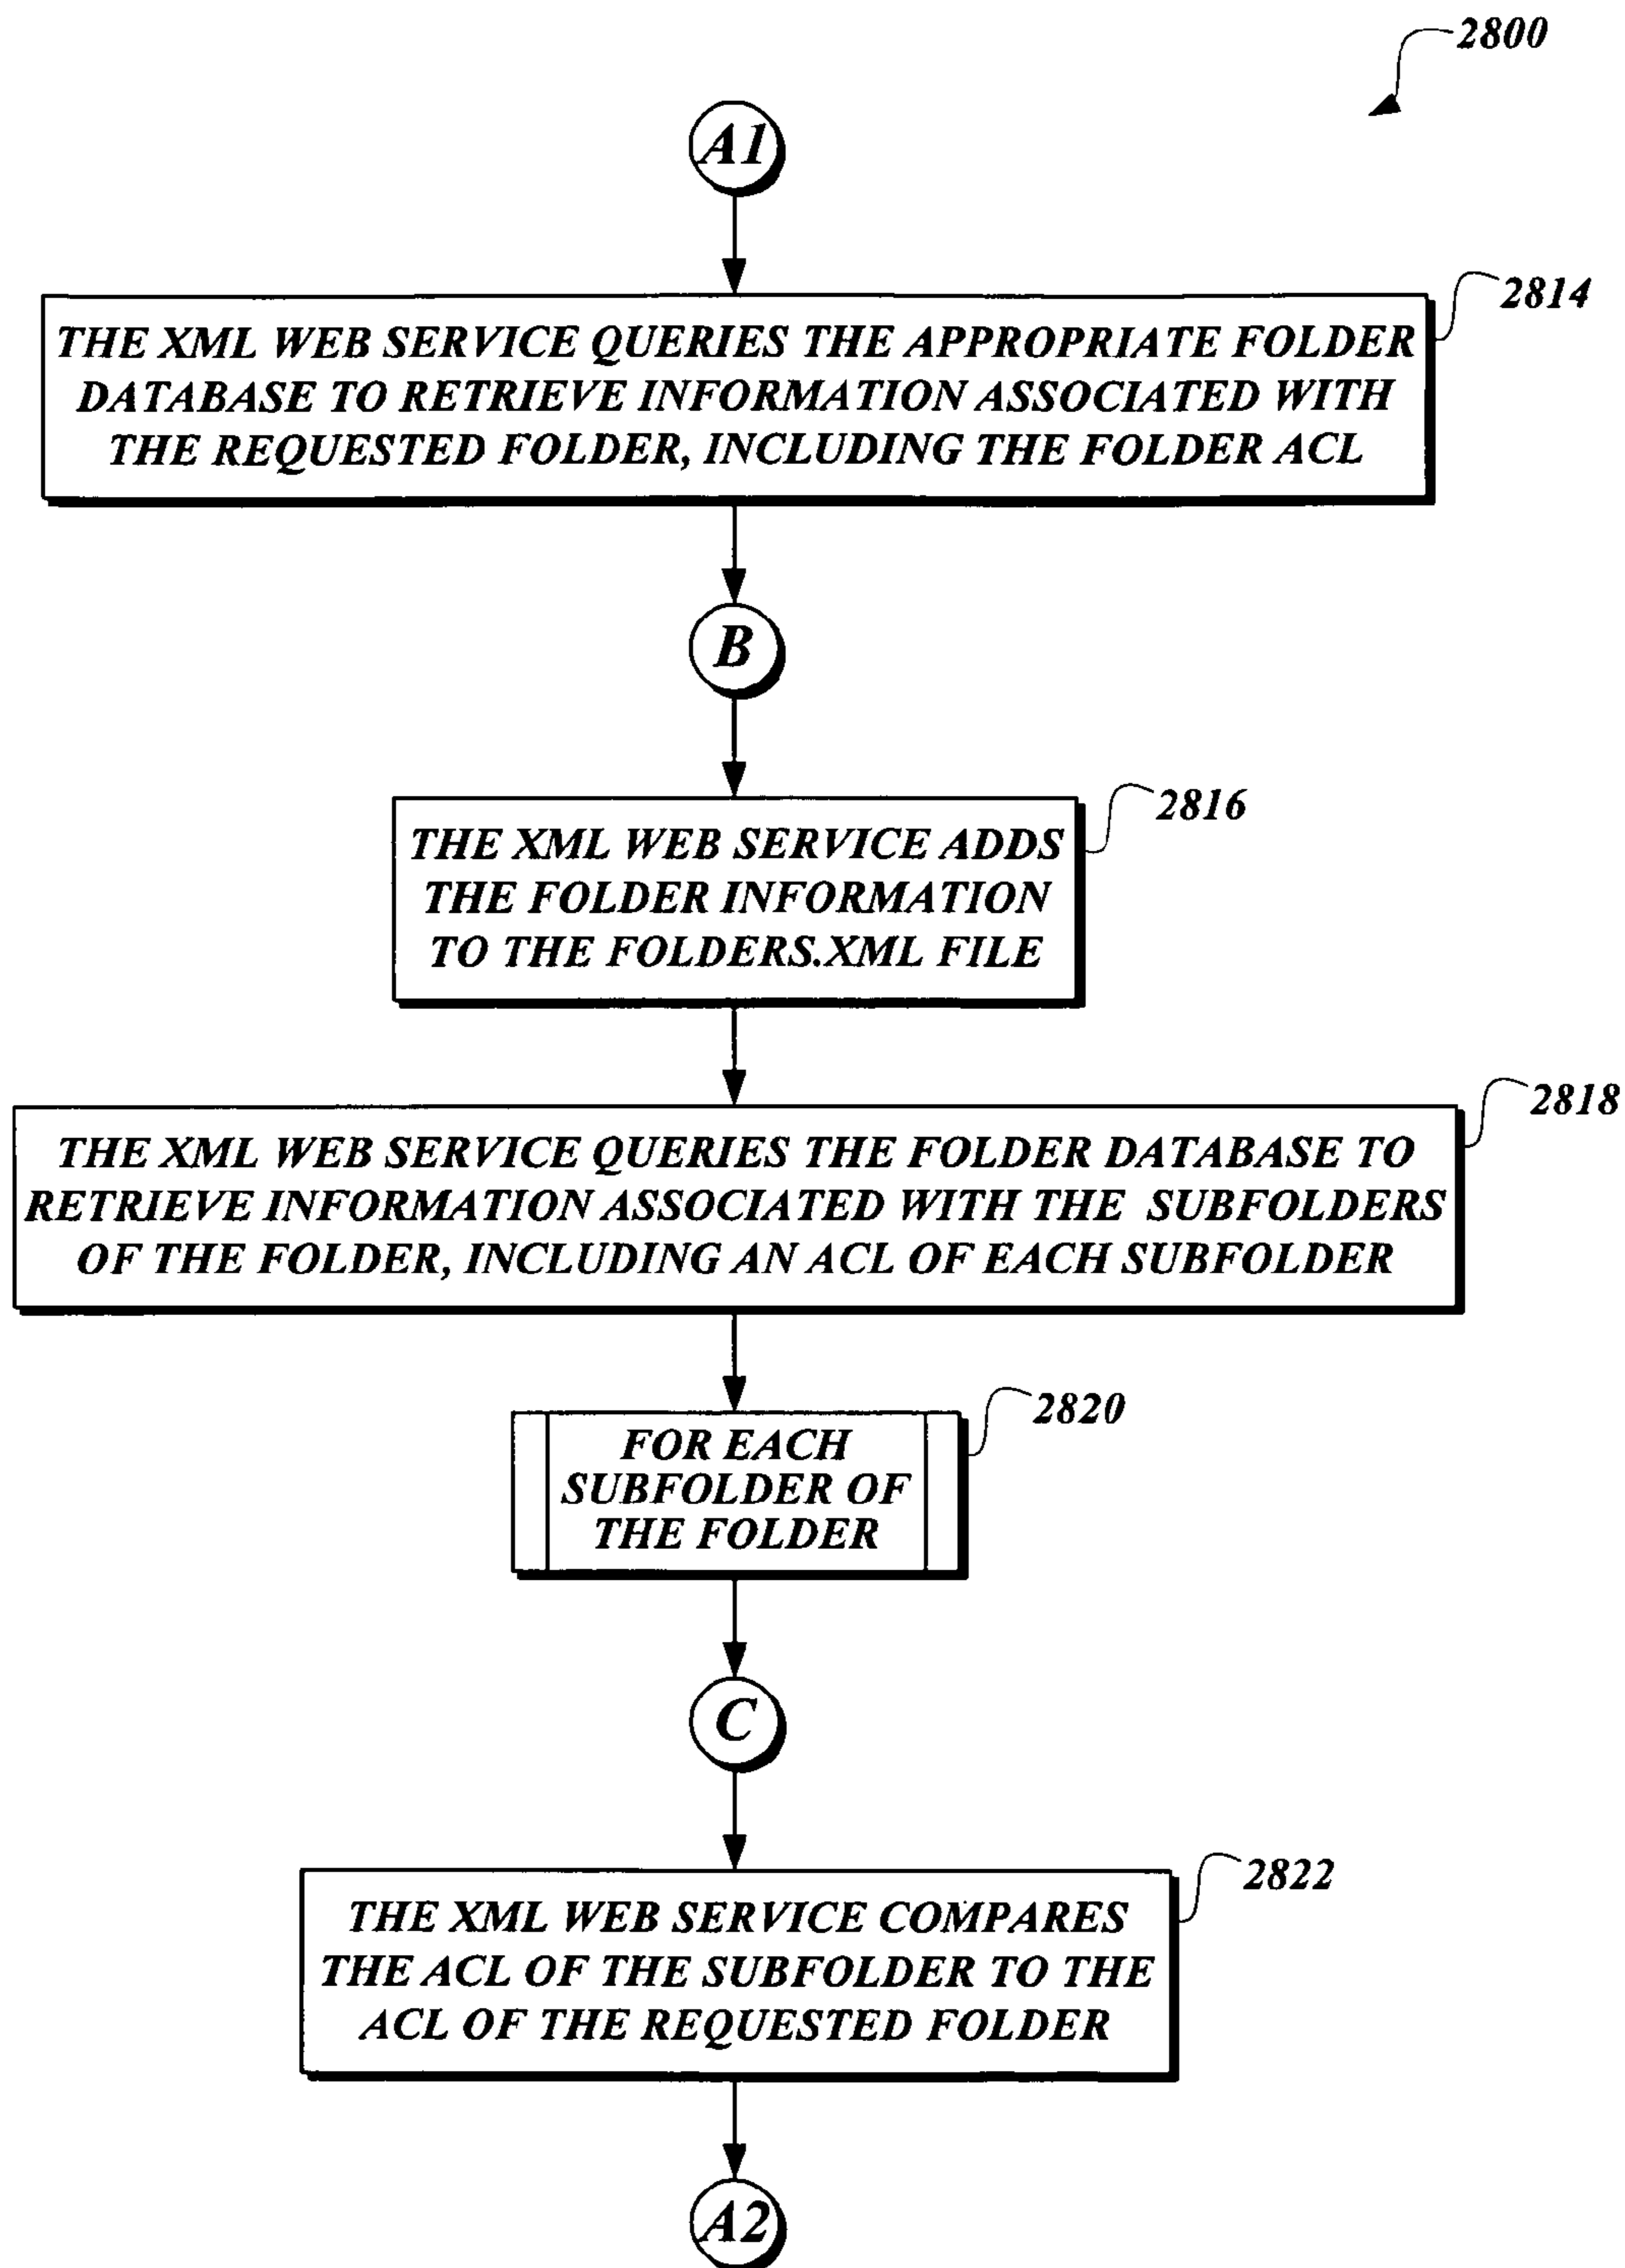 2800
A1
2814
THE XML WEB SERVICE QUERIES THE APPROPRIATE FOLDER
DATABASE TO RETRIEVE INFORMATION ASSOCIATED WITH
THE REQUESTED FOLDER, INCLUDING THE FOLDER ACL
B
2816
THE XML WEB SERVICE ADDS
THE FOLDER INFORMATION
TO THE FOLDERS.XML FILE
2818
THE XML WEB SERVICE QUERIES THE FOLDER DATABASE TO
RETRIEVE INFORMATION ASSOCIATED WITH THE SUBFOLDERS
OF THE FOLDER, INCLUDING AN ACL OF EACH SUBFOLDER
2820
FOR EACH
SUBFOLDER OF
THE FOLDER
C
2822
THE XML WEB SERVICE COMPARES
THE ACL OF THE SUBFOLDER TO THE
ACL OF THE REQUESTED FOLDER
A2